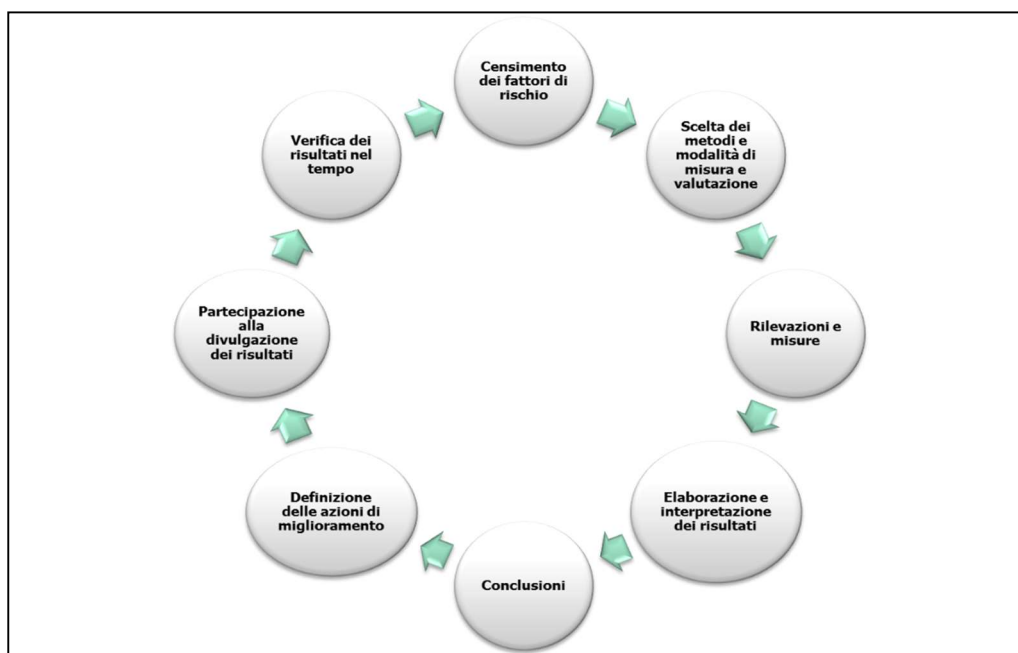 Censimento
dei fattori di
rischio
Scelta dei
metodi e
modalità di
misura e
valutazione
Rilevazioni e
misure
Elaborazione e
interpretazione
dei risultati
Conclusioni
Definizione
delle azioni di
miglioramento
Partecipazione
alla
divulgazione
dei risultati
Verifica dei
risultati nel
tempo